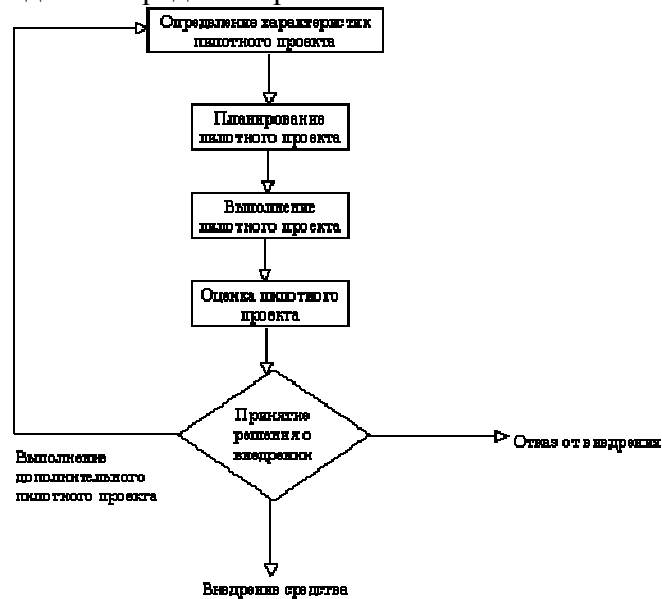 Определение характеристик
пилотного проекта
Планирование
пилотного проекта
Выполнение
пилотного проекта
Оценка пилотного
проекта
Принятие
решения о
внедрении
Отказ от внедрения
Выполнение
дополнительного
пилотного проекта
Внедрение средства